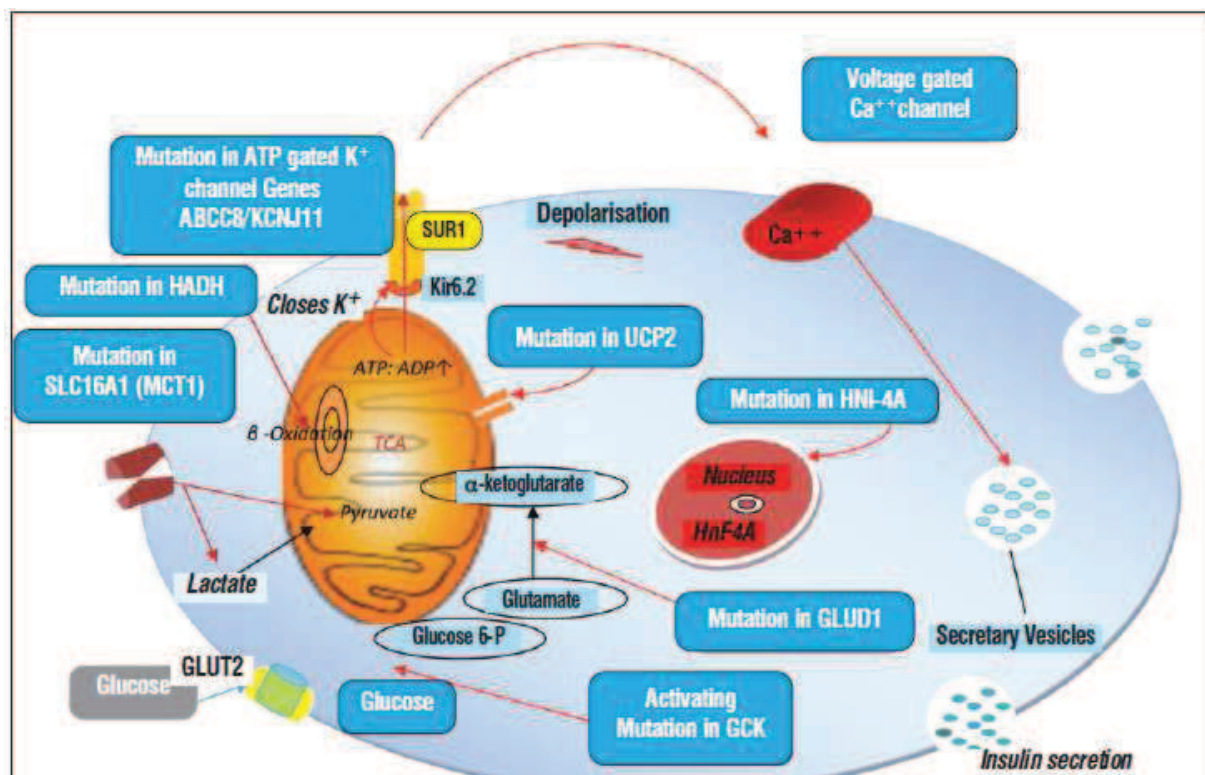 Voltage gated
Ca++channel
Mutation in ATP gated K+
channel Genes
ABCC8/KCNJ11
SUR1
Depolarisation
Ca++
Mutation in HADH
Closes K+
Kir6.2
Mutation in
SLC16A1 (MCT1)
ATP: ADP↑
Mutation in UCP2
Mutation in HNI-4A
β -Oxidation
TCA
α-ketoglutarate
Nucleus
HnF4A
Pyruvate
Lactate
Glutamate
Mutation in GLUD1
Secretary Vesicles
Glucose 6-P
GLUT2
Glucose
Glucose
Activating
Mutation in GCK
Insulin secretion